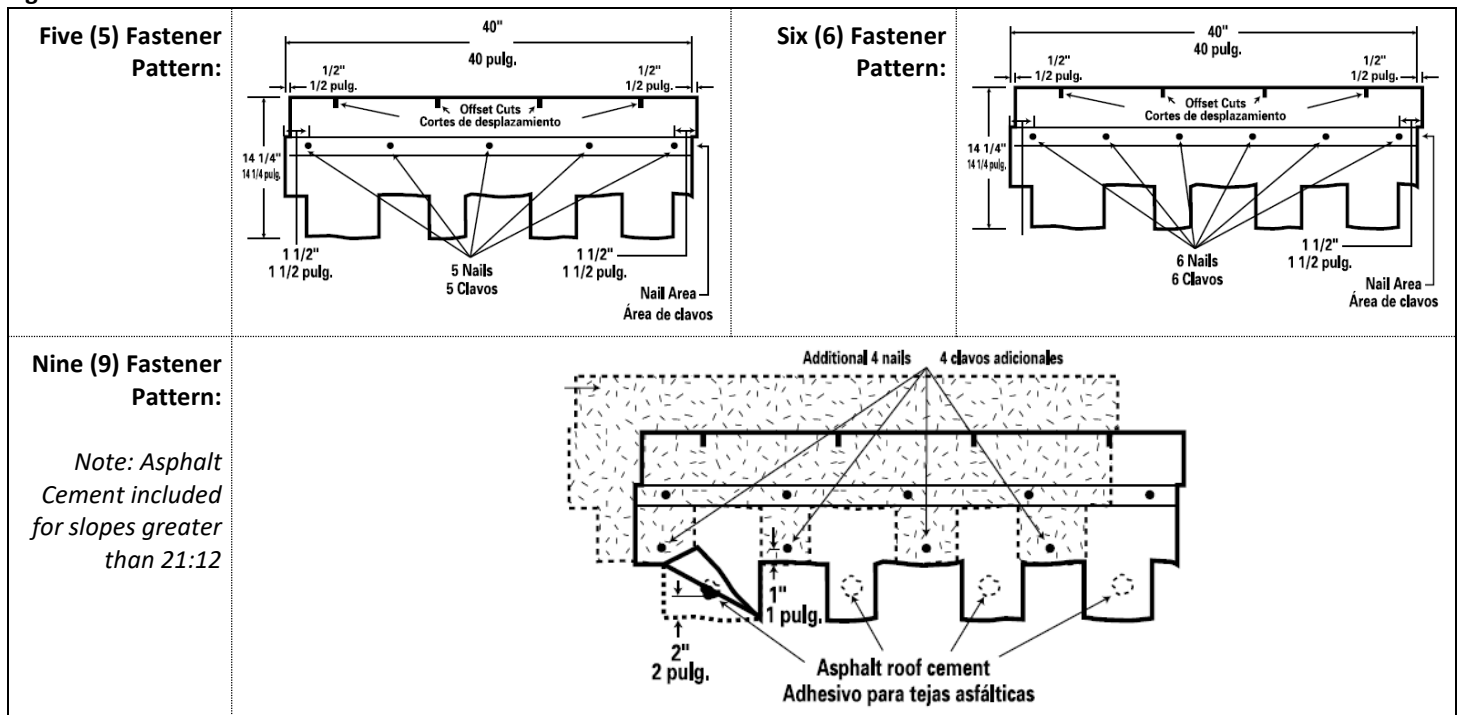 Five (5) Fastener
Pattern:
40"
40 pulg.
1/2"
1/2 pulg.
1/2"
1/2 pulg.
Offset Cuts
Cortes de desplazamiento
14 1/4"
14 1/4 pulg.
1 1/2"
1 1/2 pulg.
5 Nails
5 Clavos
1 1/2"
1 1/2 pulg.
Nail Area
Área de clavos
Six (6) Fastener
Pattern:
40"
40 pulg.
1/2"
1/2 pulg.
1/2"
1/2 pulg.
Offset Cuts
Cortes de desplazamiento
14 1/4"
14 1/4 pulg.
6 Nails
6 Clavos
1 1/2"
1 1/2 pulg.
Nail Area
Área de clavos
Nine (9) Fastener
Pattern:
Note: Asphalt
Cement included
for slopes greater
than 21:12
Additional 4 nails 4 clavos adicionales
1"
1 pulg.
2"
2 pulg.
Asphalt roof cement
Adhesivo para tejas asfálticas